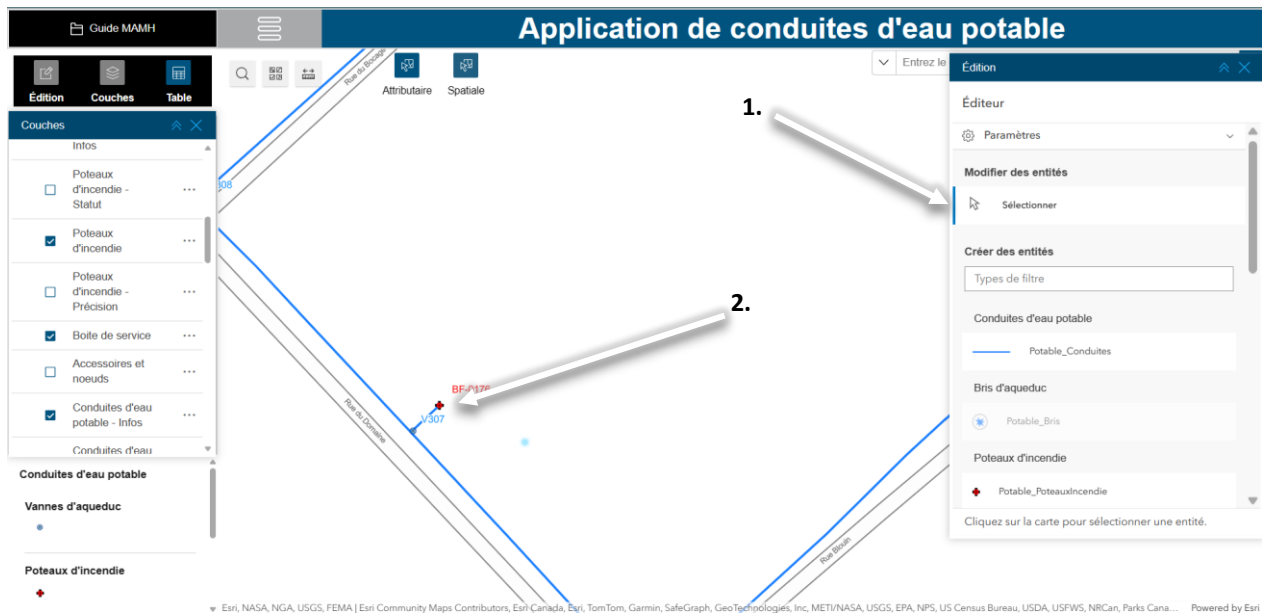 Guide MAMH
Application de conduites d'eau potable
Édition
Couches
Table
Attributaire
Spatiale
Entrez le
Couches
Infos
Poteaux
d'incendie -
Statut
Poteaux
d'incendie
Poteaux
d'incendie -
Précision
Boite de service
Accessoires et
noeuds
Conduites d'eau
potable - Infos
Conduites d'eau
Conduites d'eau potable
Vannes d'aqueduc
Poteaux d'incendie
Rue du Bocage
308
BF-0176
V307
Rue du Domaine
Rue Blouin
1.
2.
Édition
Éditeur
Paramètres
Modifier des entités
Sélectionner
Créer des entités
Types de filtre
Conduites d'eau potable
Potable_Conduites
Bris d'aqueduc
Potable_Bris
Poteaux d'incendie
Potable_PoteauxIncendie
Cliquez sur la carte pour sélectionner une entité.
Esri, NASA, NGA, USGS, FEMA | Esri Community Maps Contributors, Esri Canada, Esri, TomTom, Garmin, SafeGraph, GeoTechnologies, Inc, METI/NASA, USGS, EPA, NPS, US Census Bureau, USDA, USFWS, NRCan, Parks Cana... Powered by Esri